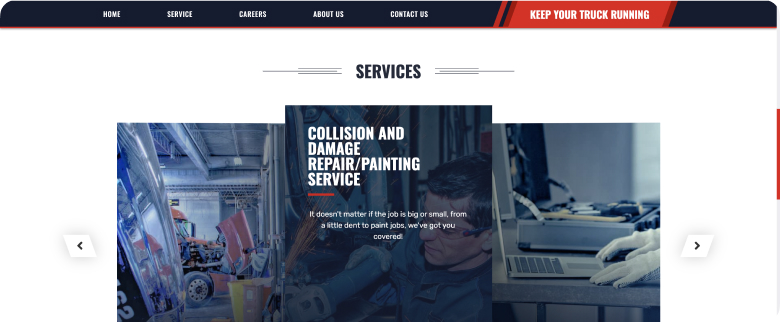 HOME SERVICE CAREERS ABOUT US CONTACT US KEEP YOUR TRUCK RUNNING
SERVICES
COLLISION AND
DAMAGE
REPAIR/PAINTING
SERVICE
It doesn't matter if the job is big or small, from
a little dent to paint jobs, we've got you
covered!